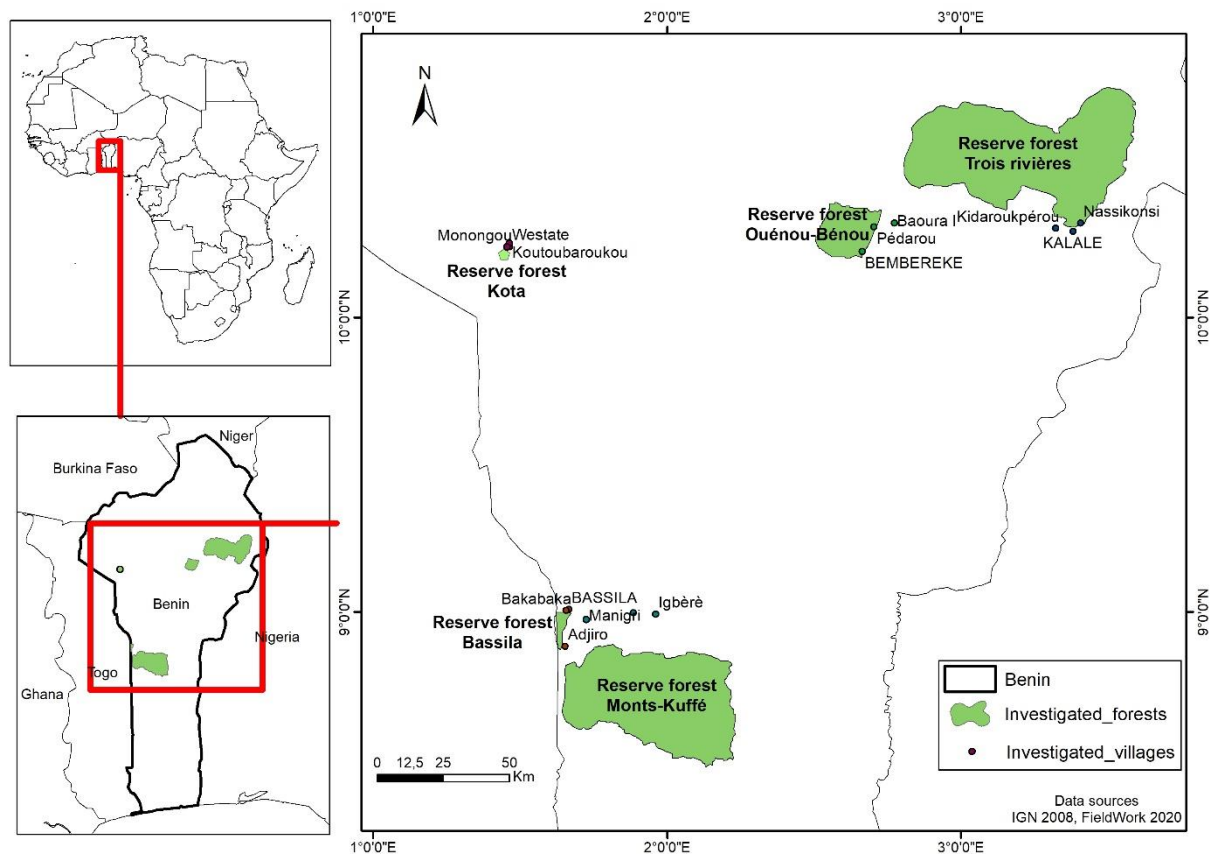 1°0'0"E
2°0'0"E
3°0'0"E
N
Reserve forest
Trois rivières
Reserve forest
Ouénou-Bénou
Baoura I
Kidaroukpérou
Nassikonsi
Pédarou
KALALE
BEMBEREKE
Monongou
Westate
Koutoubaroukou
Reserve forest
Kota
10°0'0"N
10°0'0"N
Niger
Burkina Faso
Benin
Nigeria
Togo
Ghana
9°0'0"N
9°0'0"N
Bakabaka
BASSILA
Igbèrè
Manigri
Reserve forest
Bassila
Adjiro
Reserve forest
Monts-Kuffé
0 12,5 25 50
Km
Benin
Investigated_forests
Investigated_villages
Data sources
IGN 2008, FieldWork 2020
1°0'0"E
2°0'0"E
3°0'0"E